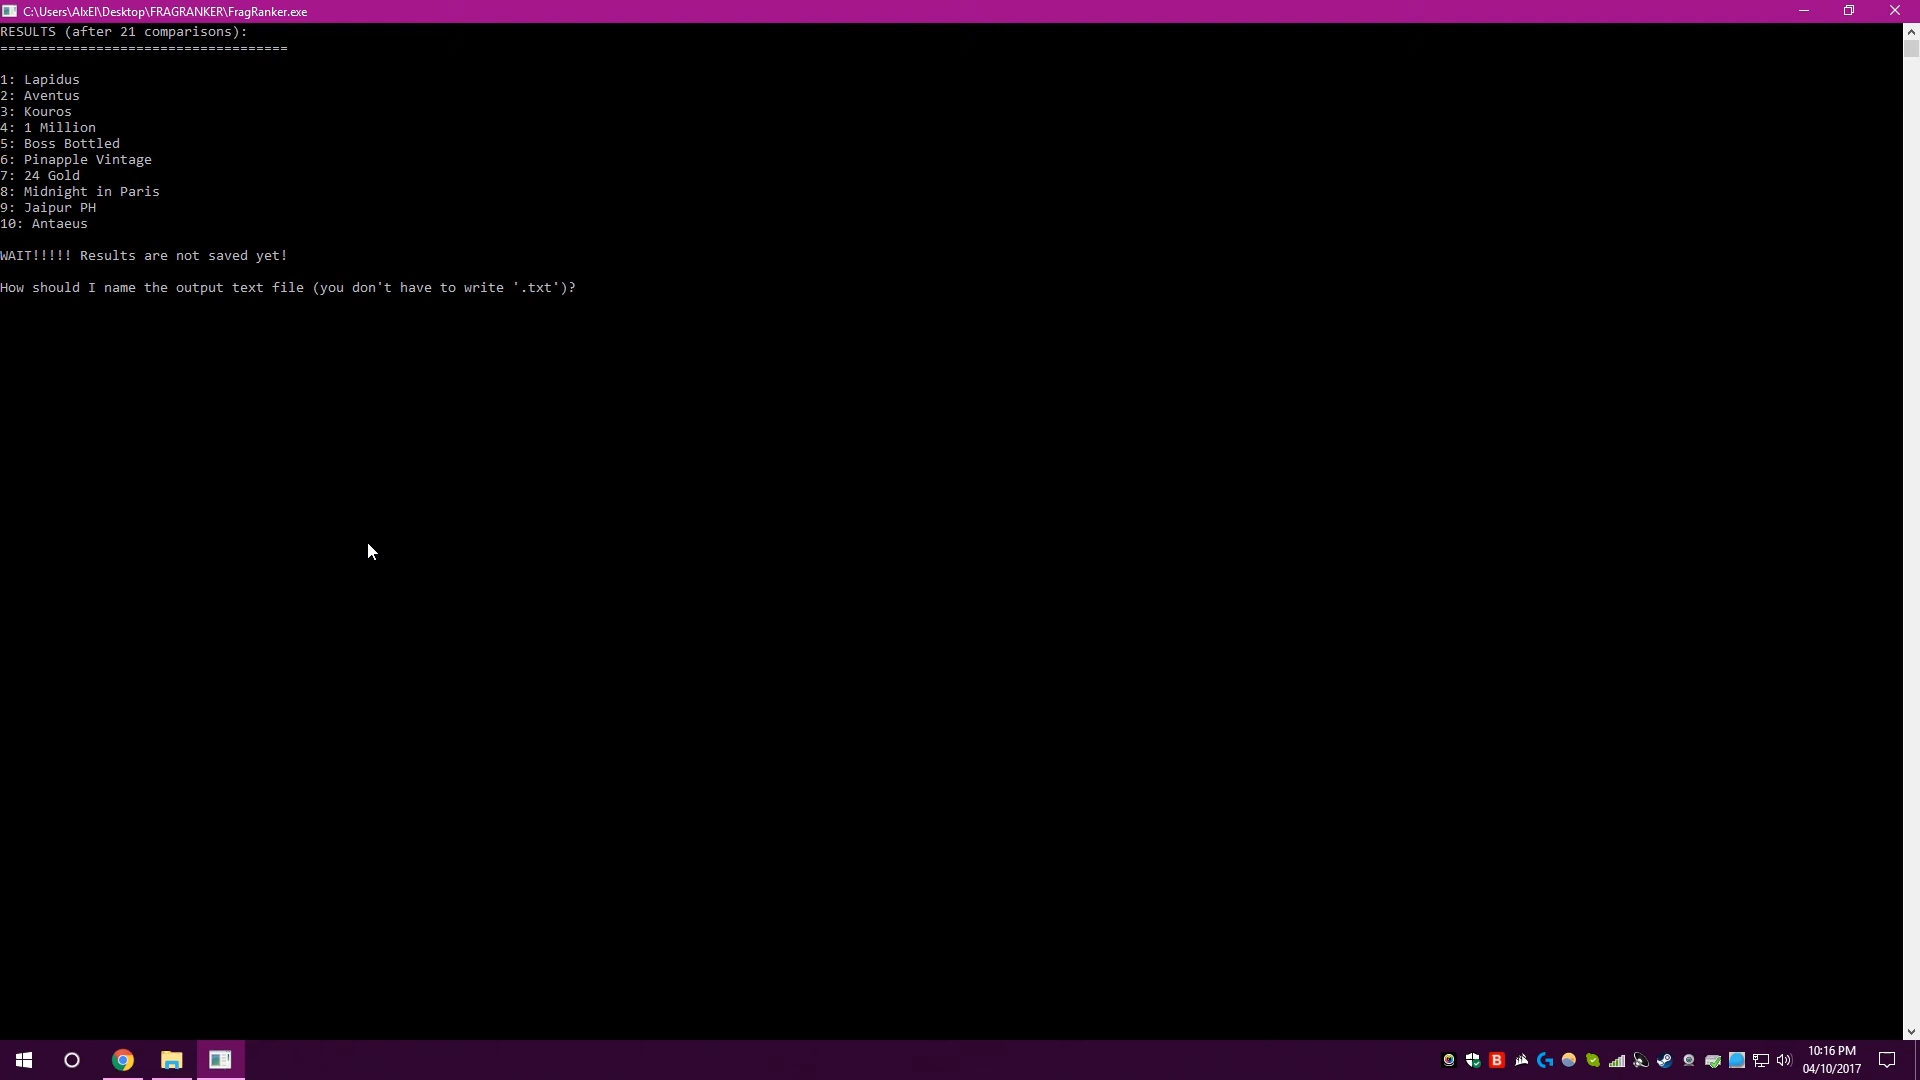 C:\Users\AlxEl\Desktop\FRAGRANKER\FragRanker.exe
RESULTS (after 21 comparisons):
====================================
1: Lapidus
2: Aventus
3: Kouros
4: 1 Million
5: Boss Bottled
6: Pinapple Vintage
7: 24 Gold
8: Midnight in Paris
9: Jaipur PH
10: Antaeus
WAIT!!!!! Results are not saved yet!
How should I name the output text file (you don't have to write '.txt')?
B
10:16 PM
04/10/2017